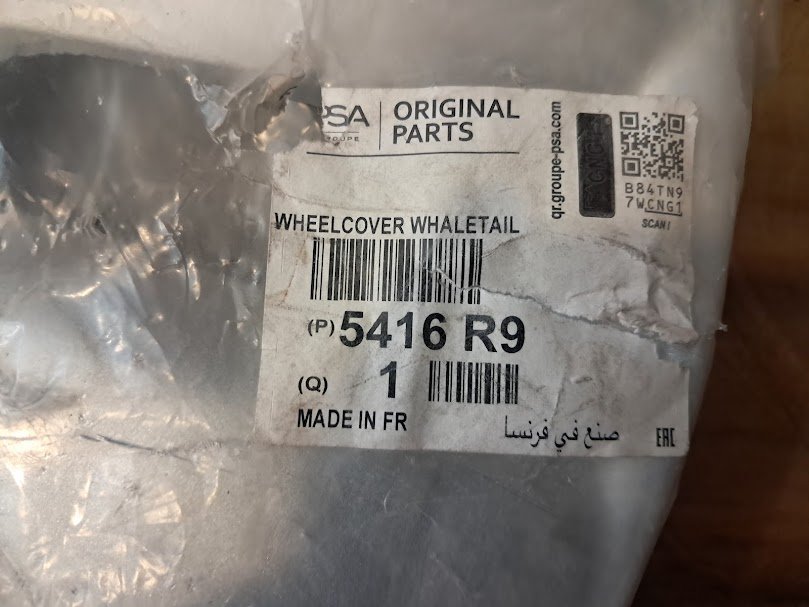 PSA
GROUPE
ORIGINAL
PARTS
qr.groupe-psa.com
B84TN9
7WCNG1
SCAN!
WHEELCOVER WHALETAIL
(P) 5416 R9
(Q) 1
MADE IN FR
صنع في فرنسا
EAC